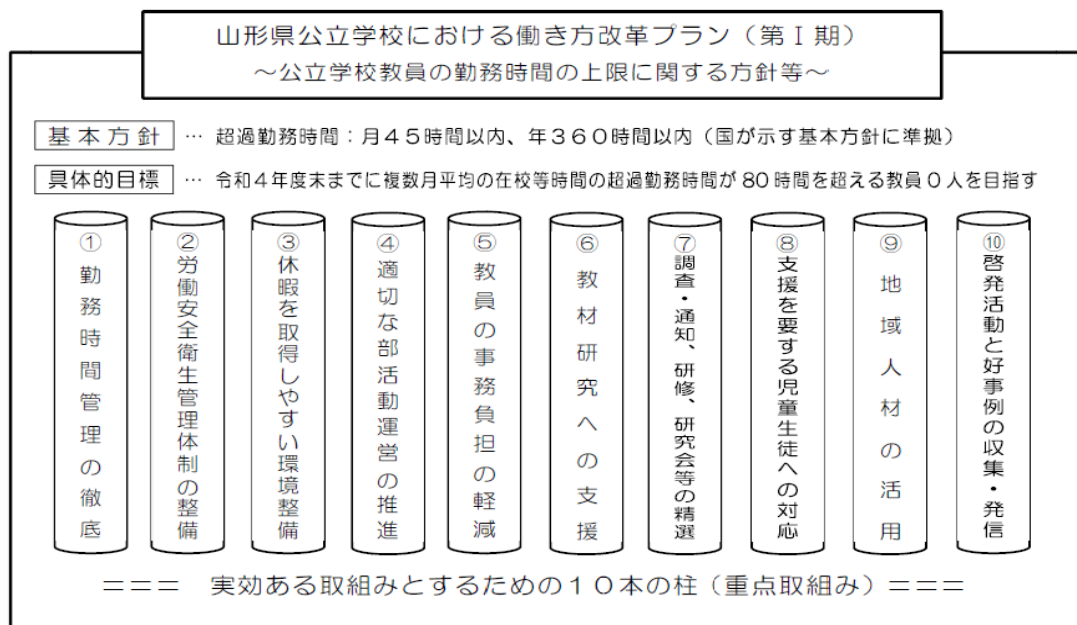 山形県公立学校における働き方改革プラン（第Ⅰ期）
～公立学校教員の勤務時間の上限に関する方針等～
基本方針 … 超過勤務時間：月４５時間以内、年３６０時間以内（国が示す基本方針に準拠）
具体的目標 … 令和４年度末までに複数月平均の在校等時間の超過勤務時間が80時間を超える教員０人を目指す
①勤務時間管理の徹底
②労働安全衛生管理体制の整備
③休暇を取得しやすい環境整備
④適切な部活動運営の推進
⑤教員の事務負担の軽減
⑥教材研究への支援
⑦調査・通知、研修、研究会等の精選
⑧支援を要する児童生徒への対応
⑨地域人材の活用
⑩啓発活動と好事例の収集・発信
＝＝＝ 実効ある取組みとするための１０本の柱（重点取組み）＝＝＝